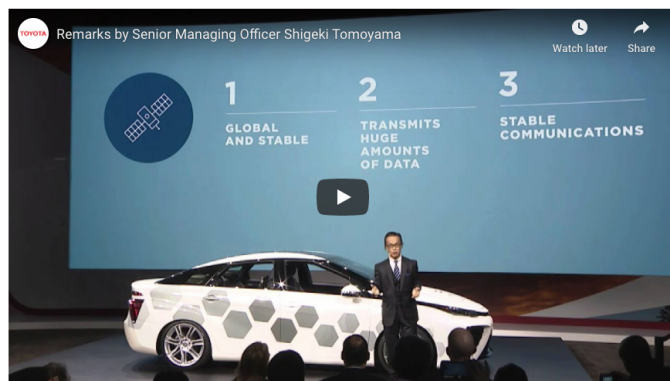 TOYOTA
Remarks by Senior Managing Officer Shigeki Tomoyama
Watch later
Share
1
GLOBAL
AND STABLE
2
TRANSMITS
HUGE
AMOUNTS
OF DATA
3
STABLE
COMMUNICATIONS